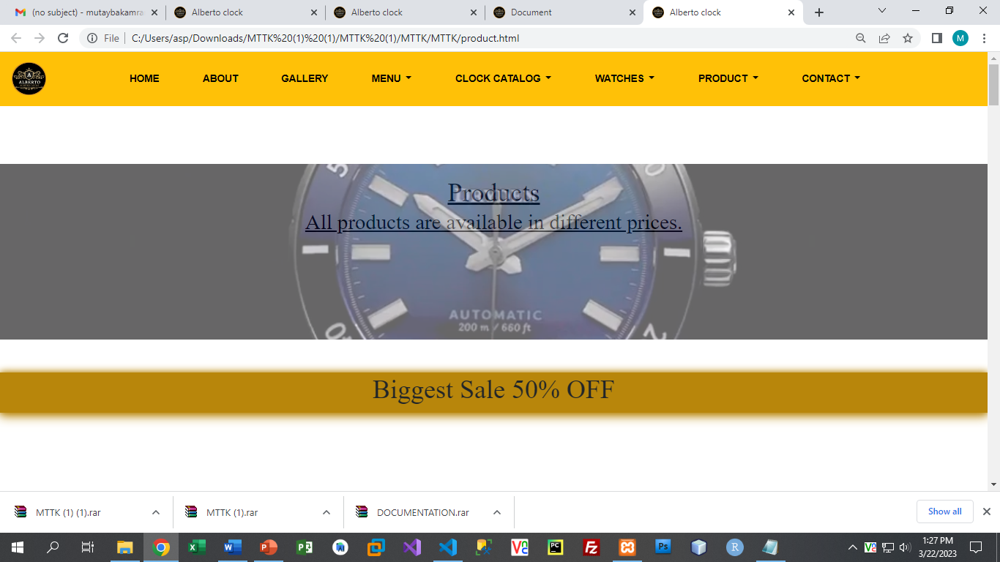 (no subject) - mutaybakamra
Alberto clock
Alberto clock
Document
Alberto clock
File
C:/Users/asp/Downloads/MTTK%20(1)%20(1)/MTTK%20(1)/MTTK/MTTK/product.html
M
A
ALBERTO
HOME
ABOUT
GALLERY
MENU
CLOCK CATALOG
WATCHES
PRODUCT
CONTACT
Products
All products are available in different prices.
AUTOMATIC
200 m / 660 ft
Biggest Sale 50% OFF
MTTK (1) (1).rar
MTTK (1).rar
DOCUMENTATION.rar
Show all
1:27 PM
3/22/2023